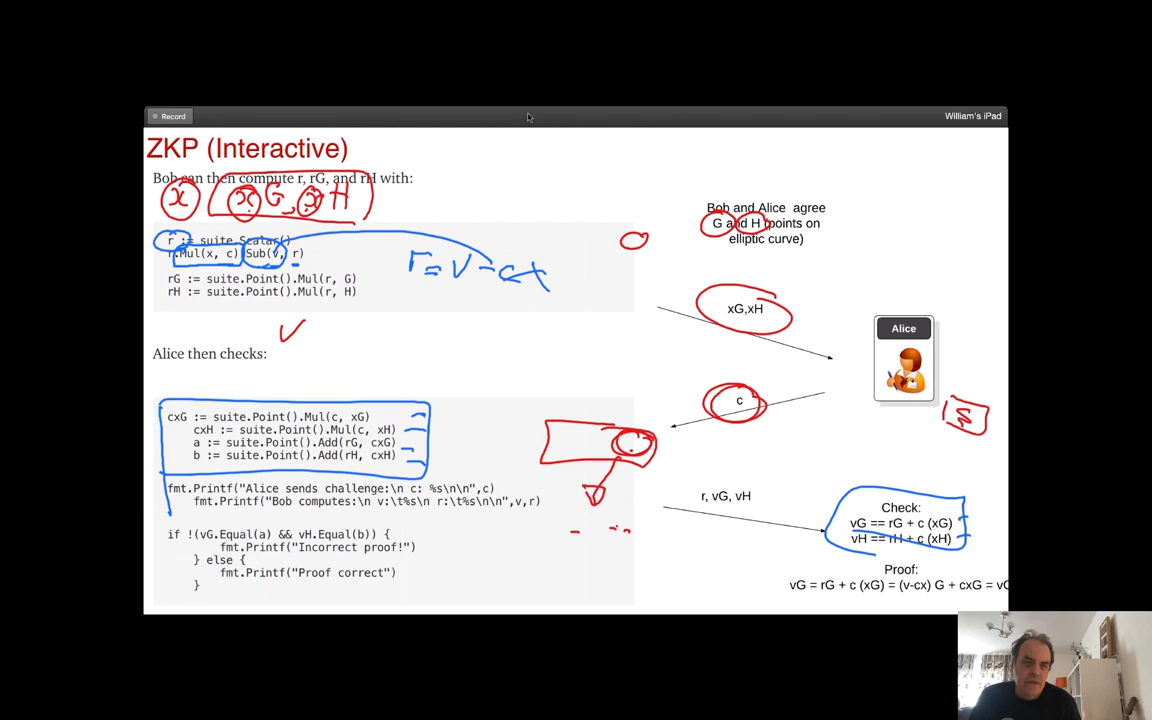 Record
William's iPad
ZKP (Interactive)
Bob can then compute r, rG, and rH with:
x xG, xH
r := suite.Scalar()
r.Mul(x, c).Sub(v, r)
r = v - cx
rG := suite.Point().Mul(r, G)
rH := suite.Point().Mul(r, H)
Alice then checks:
cxG := suite.Point().Mul(c, xG)
cxH := suite.Point().Mul(c, xH)
a := suite.Point().Add(rG, cxG)
b := suite.Point().Add(rH, cxH)
fmt.Printf("Alice sends challenge:\n c: %s\n\n",c)
fmt.Printf("Bob computes:\n v:\t%s\n r:\t%s\n\n",v,r)
if !(vG.Equal(a) && vH.Equal(b)) {
fmt.Printf("Incorrect proof!")
} else {
fmt.Printf("Proof correct")
}
Bob and Alice agree
G and H (points on
elliptic curve)
xG,xH
Alice
c
r, vG, vH
Check:
vG == rG + c (xG)
vH == rH + c (xH)
Proof:
vG = rG + c (xG) = (v-cx) G + cxG = vG